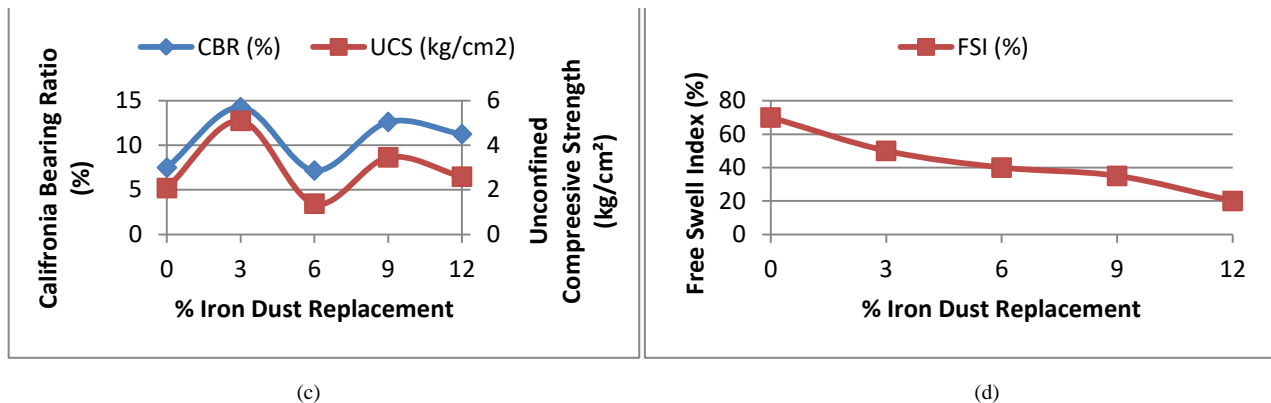 CBR (%) UCS (kg/cm2)
Califronia Bearing Ratio
(%)
15
10
5
0
6
4
2
0
Unconfined
Compreesive Strength
(kg/cm²)
0 3 6 9 12
% Iron Dust Replacement
(c)
FSI (%)
Free Swell Index (%)
80
60
40
20
0
0 3 6 9 12
% Iron Dust Replacement
(d)